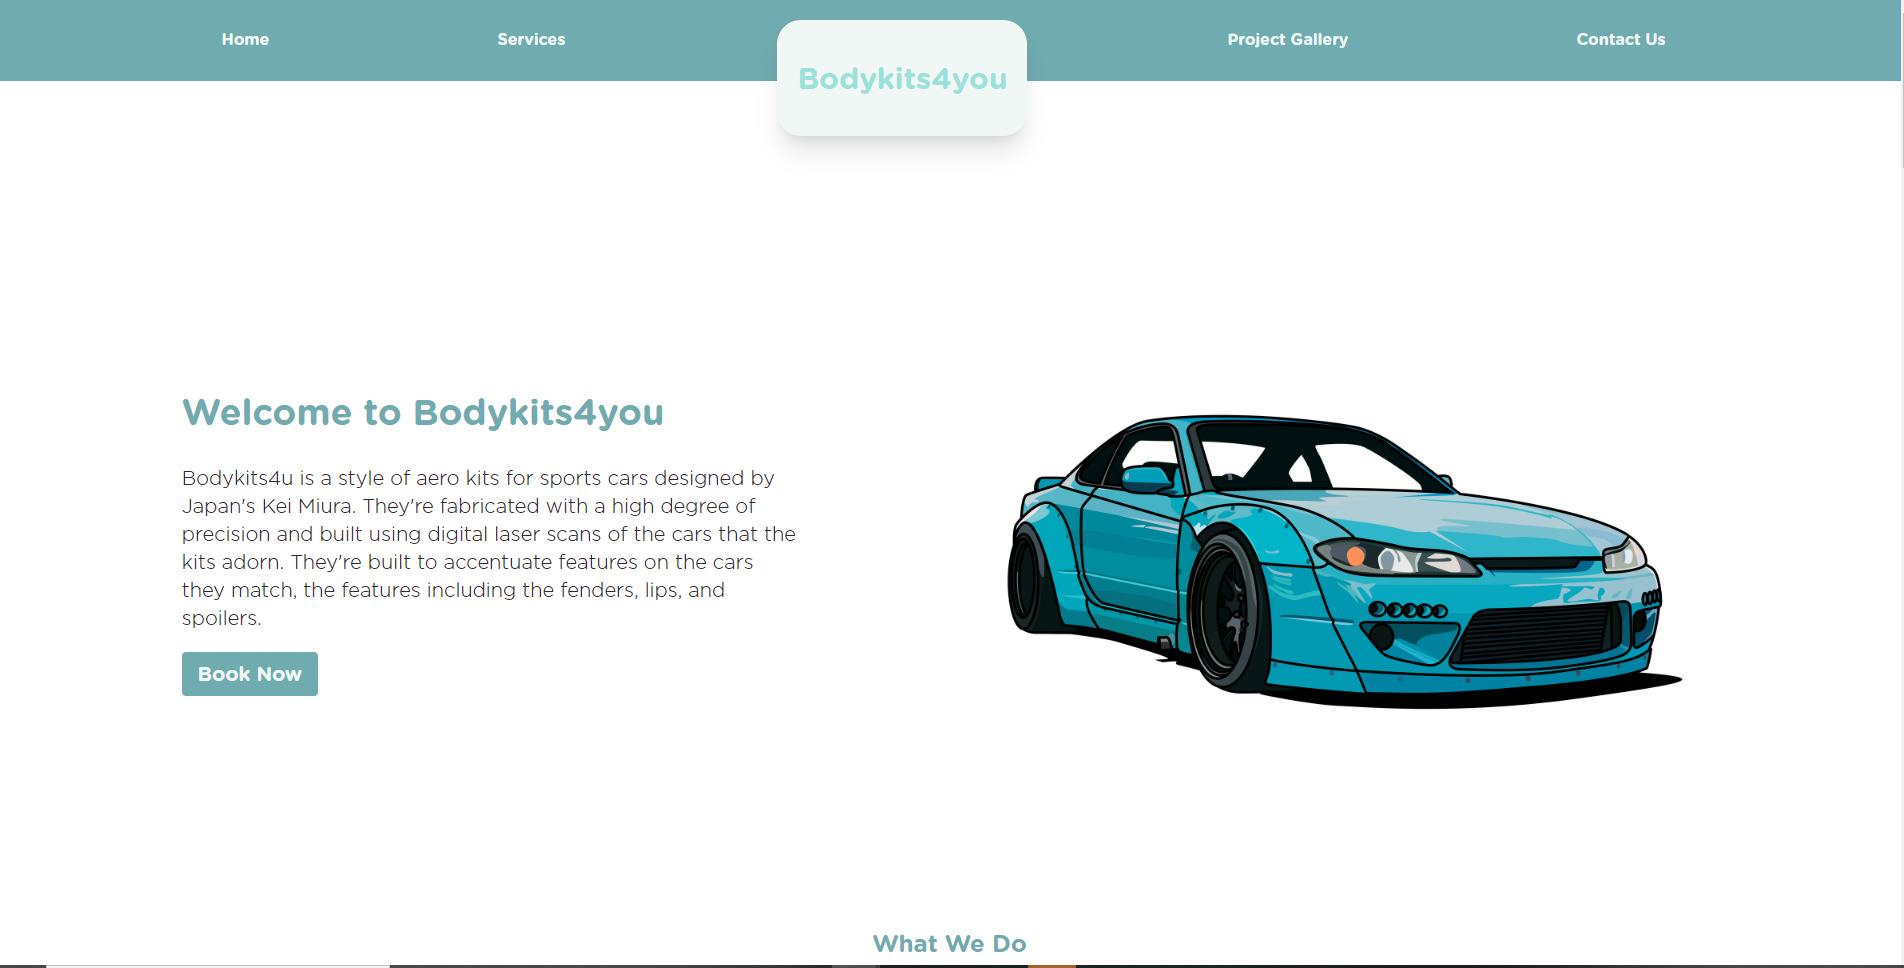 Home
Services
Bodykits4you
Project Gallery
Contact Us
Welcome to Bodykits4you
Bodykits4u is a style of aero kits for sports cars designed by
Japan's Kei Miura. They're fabricated with a high degree of
precision and built using digital laser scans of the cars that the
kits adorn. They're built to accentuate features on the cars
they match, the features including the fenders, lips, and
spoilers.
Book Now
What We Do